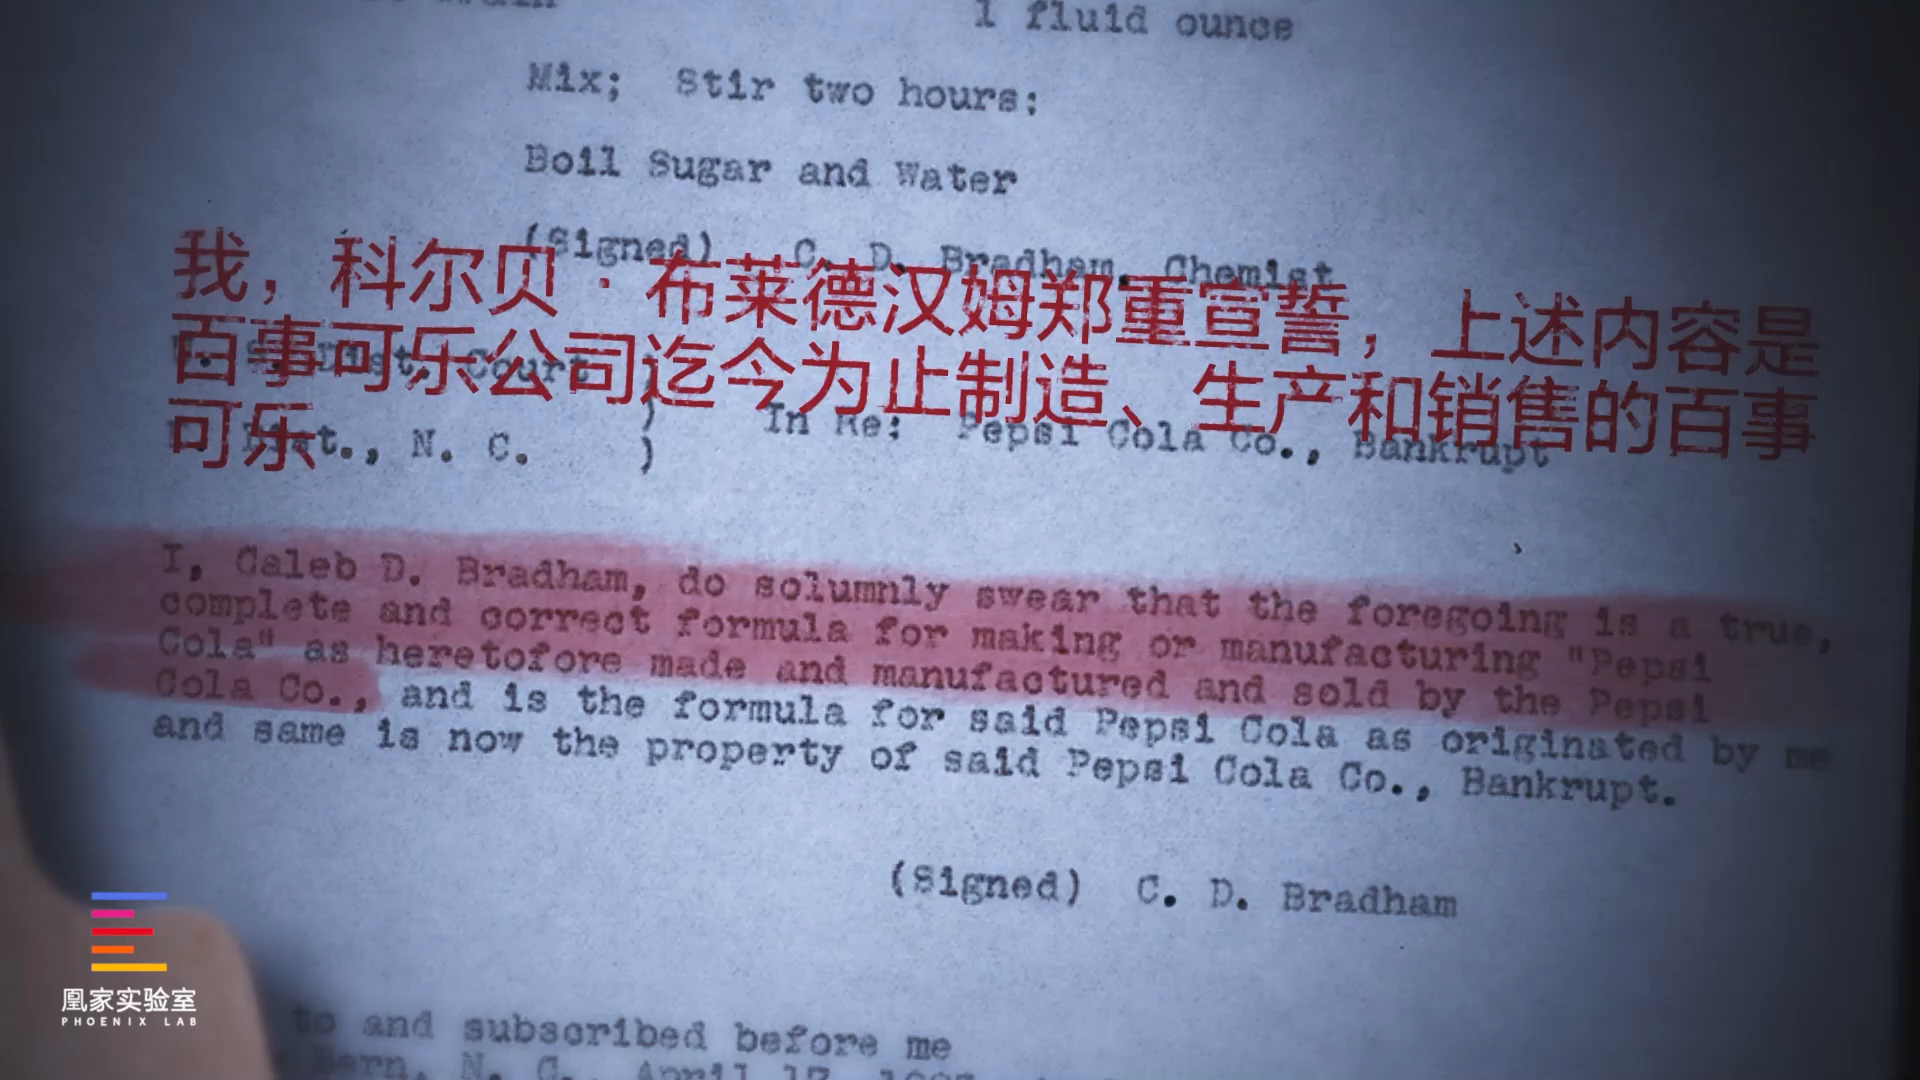 1 fluid ounce
Mix; Stir two hours:
Boil Sugar and Water
(Signed) C. D. Bradham, Chemist
我，科尔贝·布莱德汉姆郑重宣誓，上述内容是
百事可乐公司迄今为止制造、生产和销售的百事
可乐
Dist. Court )
)
Dist., N. C. )
In Re: Pepsi Cola Co., Bankrupt
I, Caleb D. Bradham, do solumnly swear that the foregoing is a true,
complete and correct formula for making or manufacturing "Pepsi
Cola" as heretofore made and manufactured and sold by the Pepsi
Cola Co., and is the formula for said Pepsi Cola as originated by me
and same is now the property of said Pepsi Cola Co., Bankrupt.
(Signed) C. D. Bradham
凰家实验室
PHOENIX LAB
to and subscribed before me
Bern, N. C., April 17,